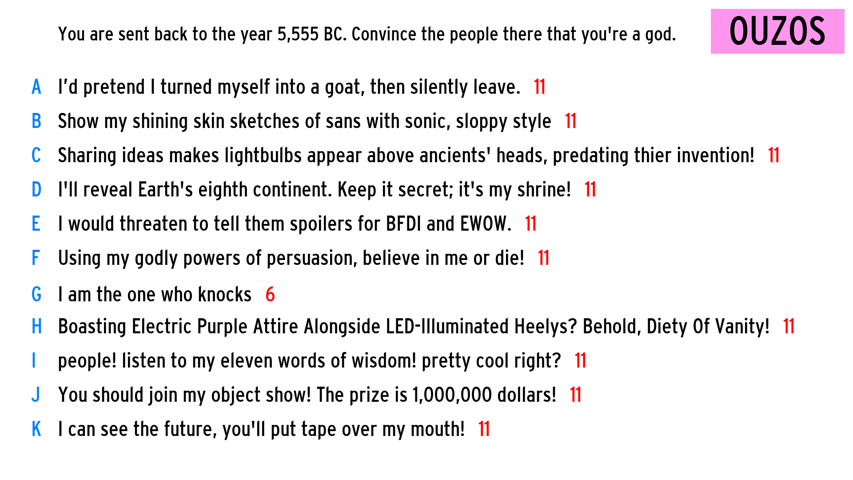 You are sent back to the year 5,555 BC. Convince the people there that you're a god.
OUZOS
A I'd pretend I turned myself into a goat, then silently leave. 11
B Show my shining skin sketches of sans with sonic, sloppy style 11
C Sharing ideas makes lightbulbs appear above ancients' heads, predating thier invention! 11
D I'll reveal Earth's eighth continent. Keep it secret; it's my shrine! 11
E I would threaten to tell them spoilers for BFDI and EWOW. 11
F Using my godly powers of persuasion, believe in me or die! 11
G I am the one who knocks 6
H Boasting Electric Purple Attire Alongside LED-Illuminated Heelys? Behold, Diety Of Vanity! 11
I people! listen to my eleven words of wisdom! pretty cool right? 11
J You should join my object show! The prize is 1,000,000 dollars! 11
K I can see the future, you'll put tape over my mouth! 11